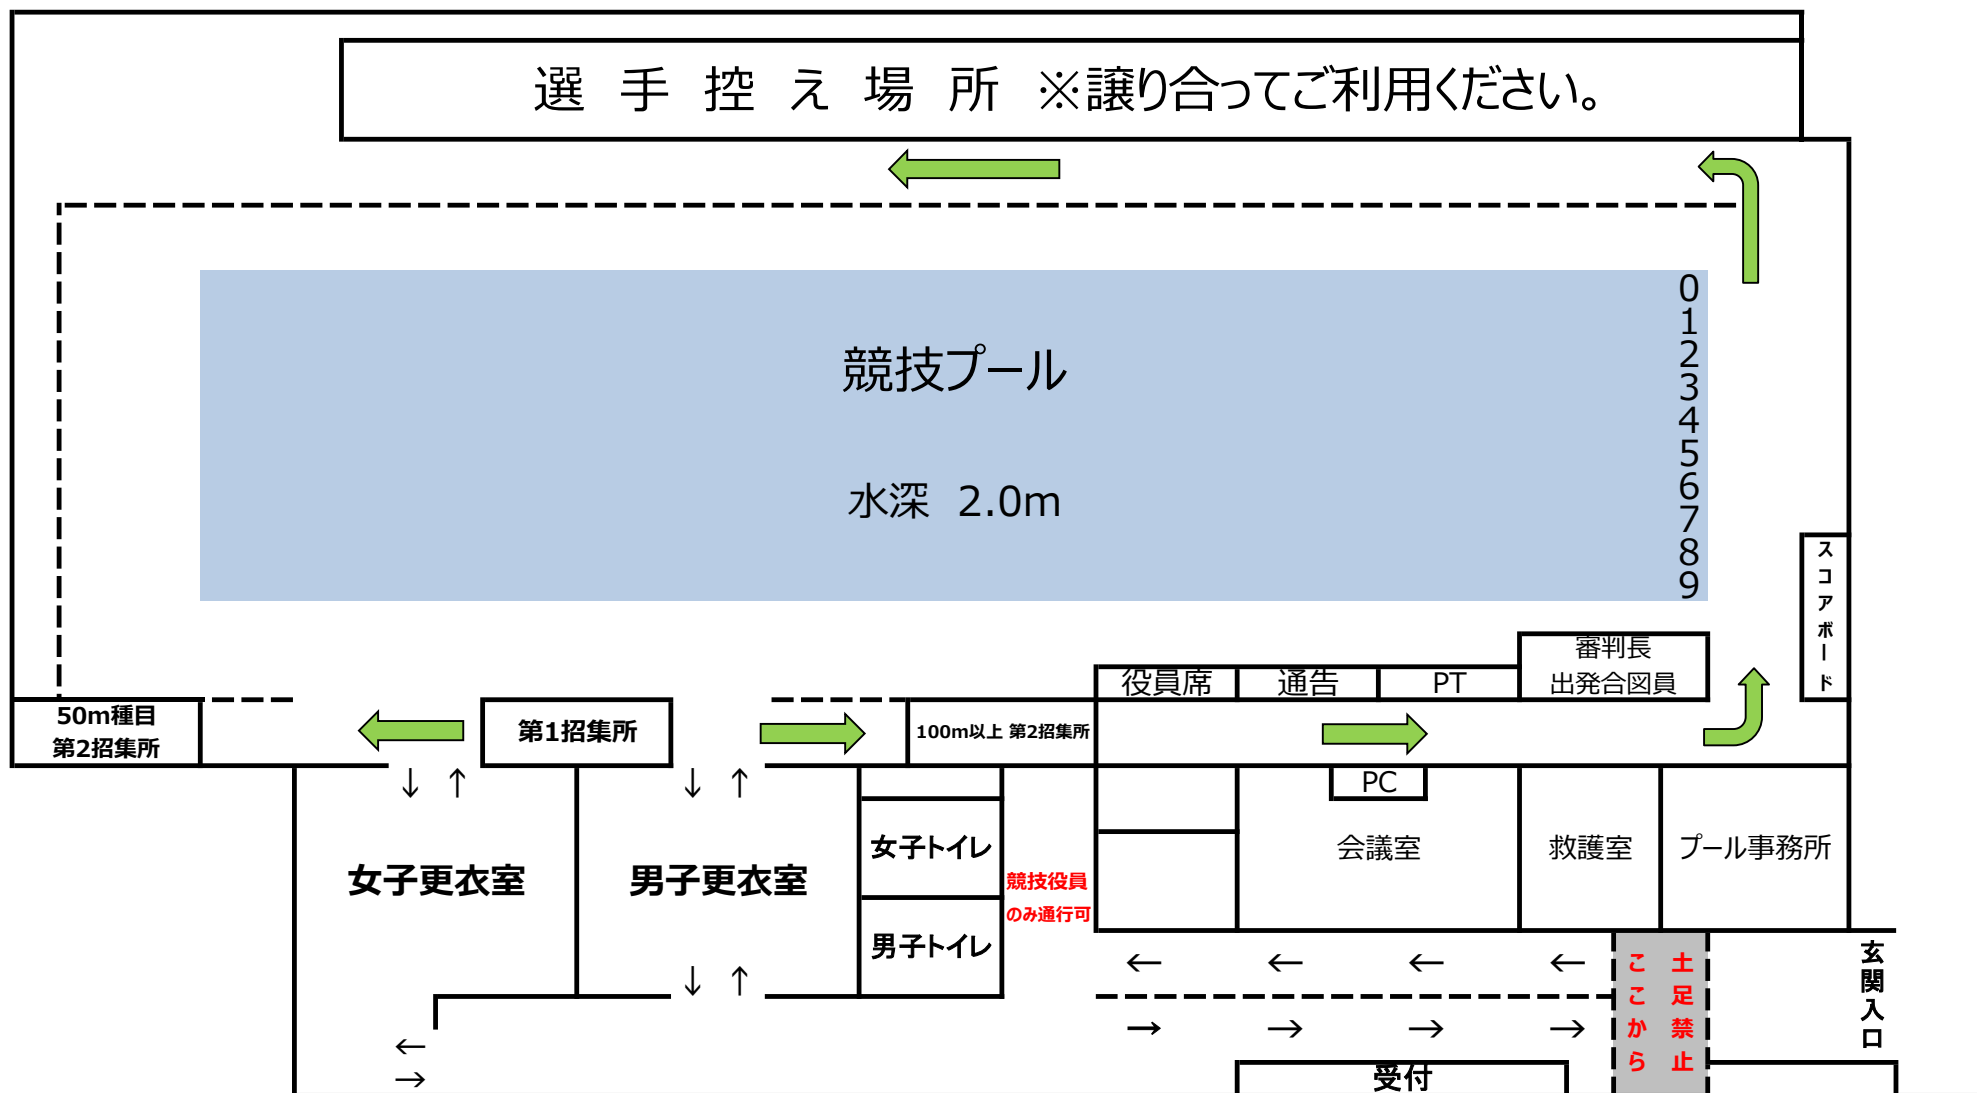 選手控え場所 ※譲り合ってご利用ください。
0
1
2
3
4
5
6
7
8
9
競技プール
水深 2.0m
スコアボード
審判長
出発合図員
役員席
通告
PT
50m種目
第2招集所
第1招集所
100m以上 第2招集所
↓ ↑
↓ ↑
PC
女子更衣室
男子更衣室
女子トイレ
男子トイレ
競技役員
のみ通行可
会議室
救護室
プール事務所
↓ ↑
← ← ← ←
→ → → →
土足禁止
ここから
玄関入口
←
→
受付